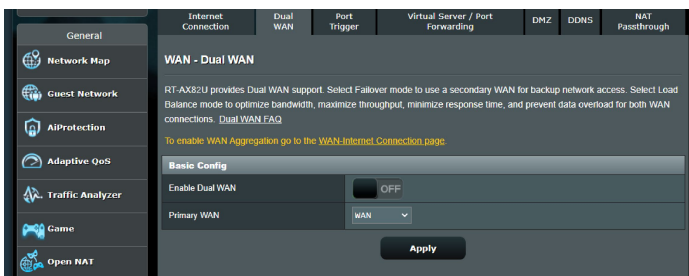 General
Network Map
Guest Network
AiProtection
Adaptive QoS
Traffic Analyzer
Game
Open NAT
Internet
Connection
Dual
WAN
Port
Trigger
Virtual Server / Port
Forwarding
DMZ
DDNS
NAT
Passthrough
WAN - Dual WAN
RT-AX82U provides Dual WAN support. Select Failover mode to use a secondary WAN for backup network access. Select Load
Balance mode to optimize bandwidth, maximize throughput, minimize response time, and prevent data overload for both WAN
connections. Dual WAN FAQ
To enable WAN Aggregation go to the WAN-Internet Connection page.
Basic Config
Enable Dual WAN
OFF
Primary WAN
WAN
Apply